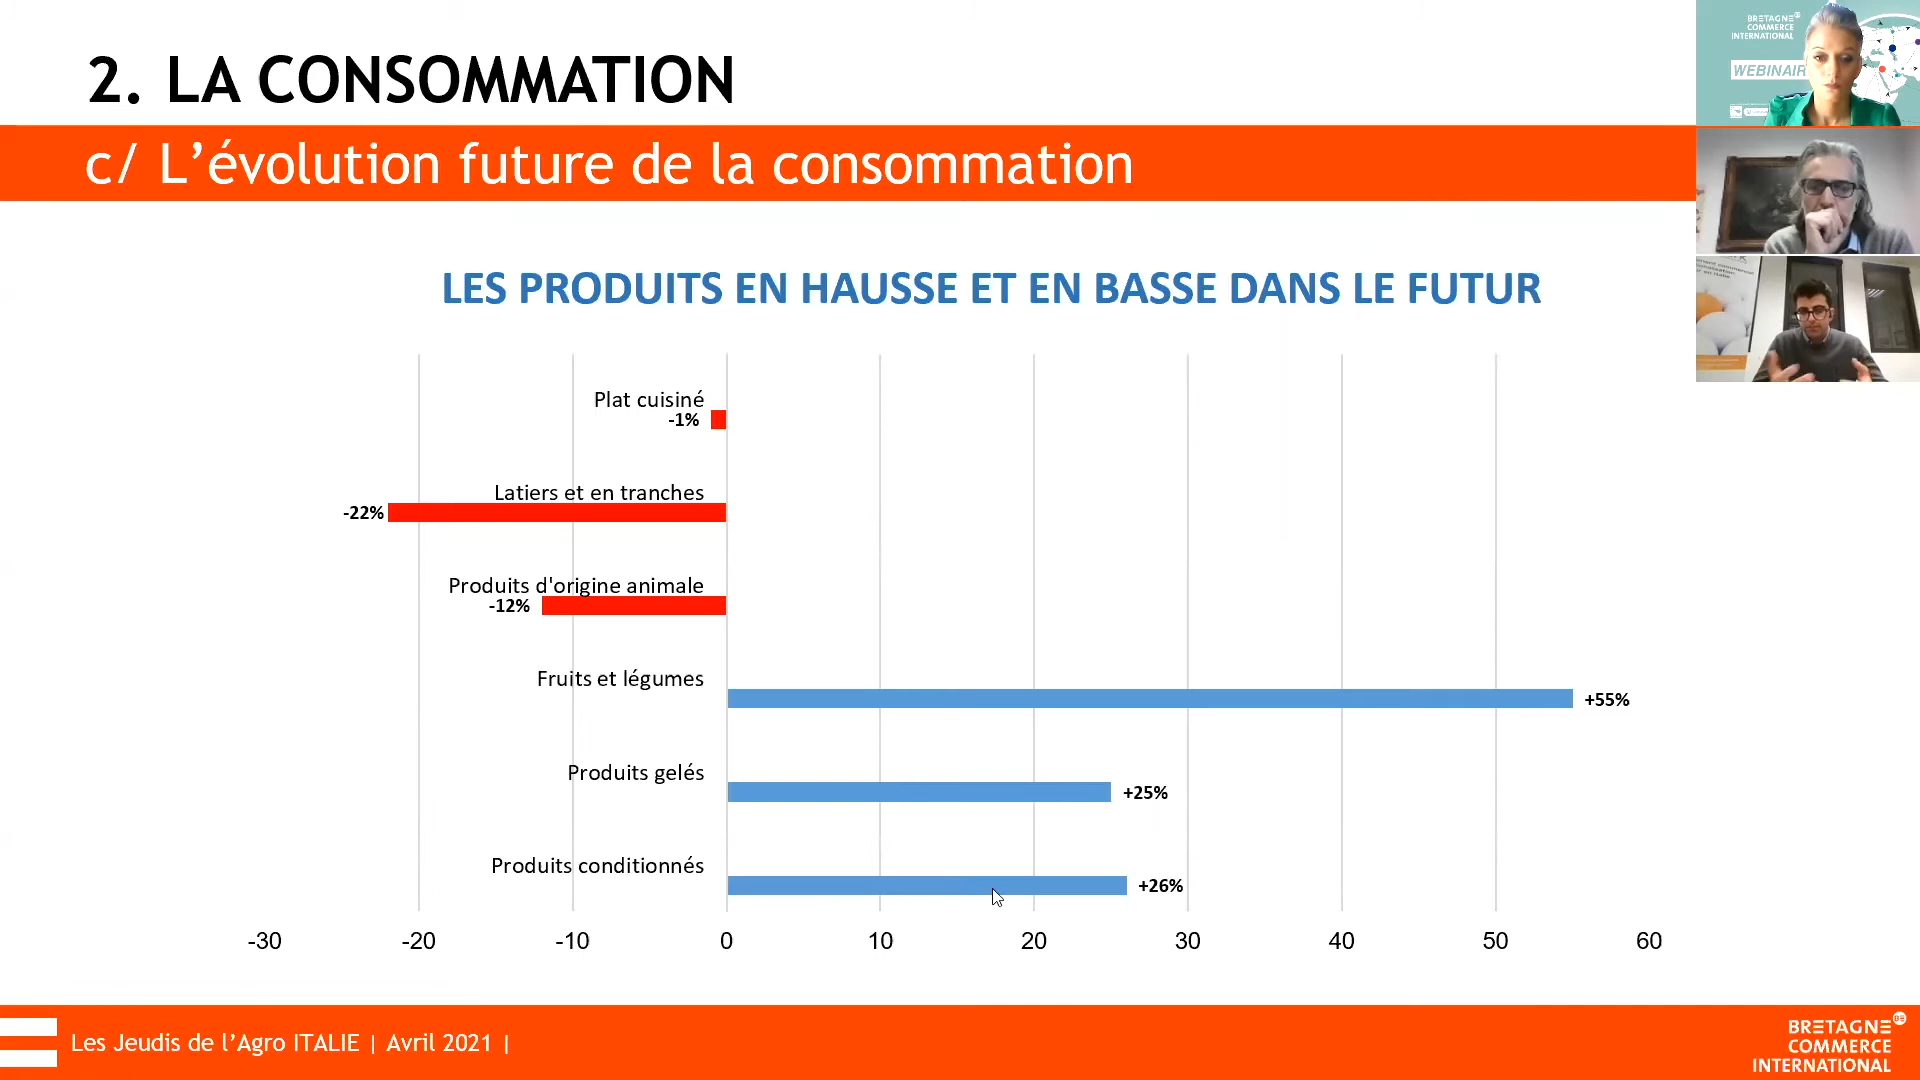 2. LA CONSOMMATION
c/ L’évolution future de la consommation
BRETAGNE
COMMERCE
INTERNATIONAL
WEBINAIR
LES PRODUITS EN HAUSSE ET EN BASSE DANS LE FUTUR
Plat cuisiné
-1%
Latiers et en tranches
-22%
Produits d'origine animale
-12%
Fruits et légumes
+55%
Produits gelés
+25%
Produits conditionnés
+26%
-30 -20 -10 0 10 20 30 40 50 60
Les Jeudis de l’Agro ITALIE | Avril 2021 |
BRETAGNE
COMMERCE
INTERNATIONAL